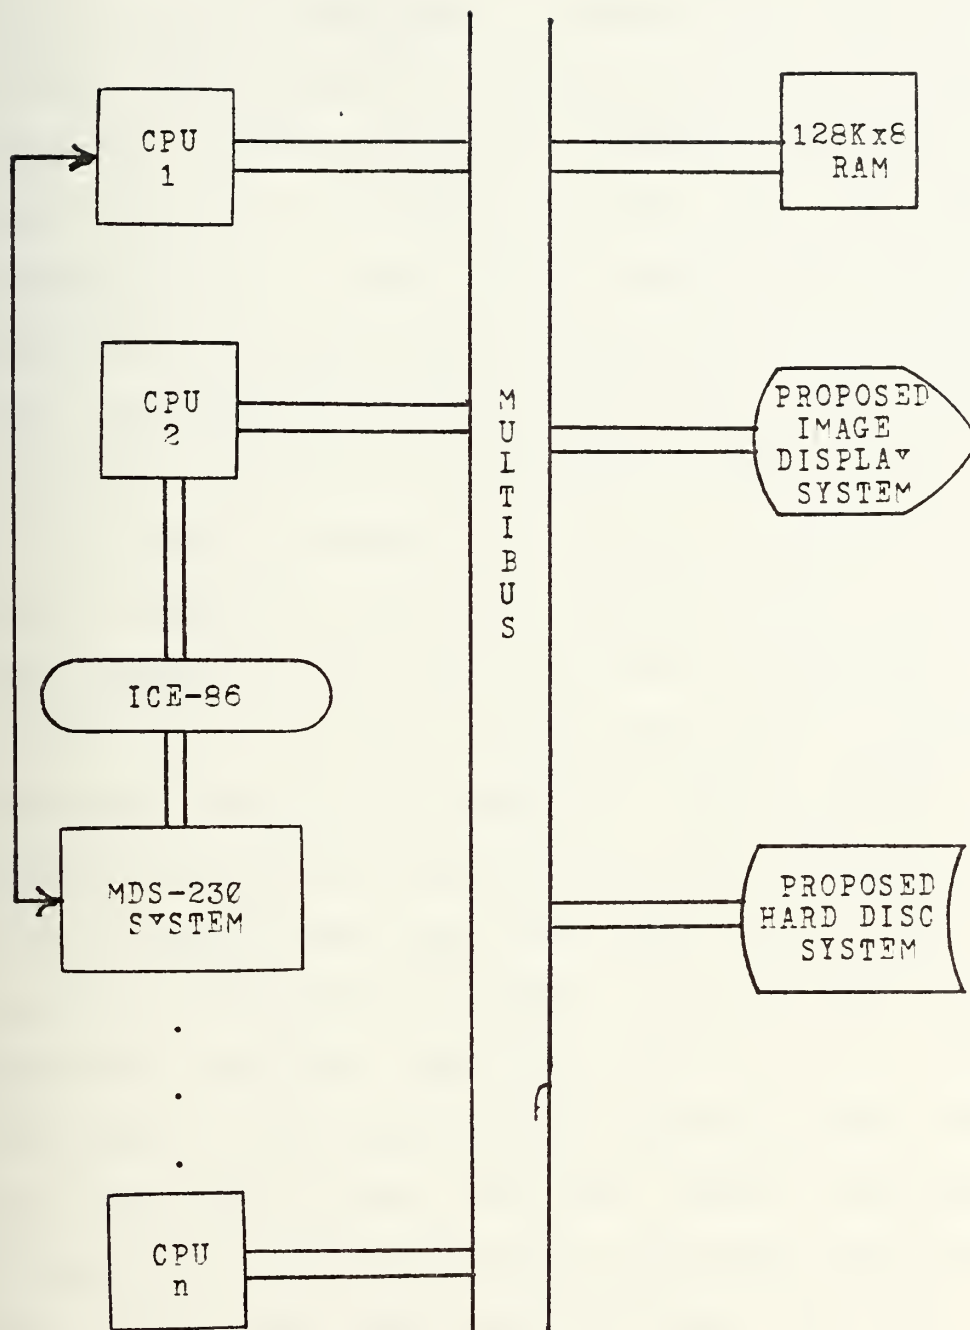 CPU
1
128Kx8
RAM
CPU
2
MULTIBUS
PROPOSED
IMAGE
DISPLAY
SYSTEM
ICE-86
MDS-230
SYSTEM
PROPOSED
HARD DISC
SYSTEM
.
.
.
CPU
n